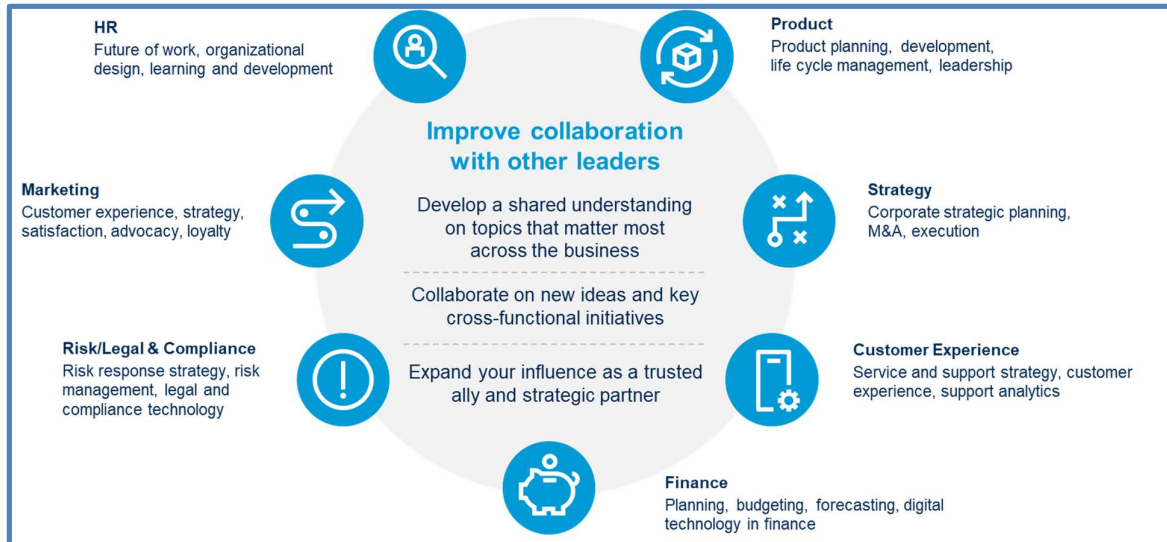 HR
Future of work, organizational
design, learning and development
Product
Product planning, development,
life cycle management, leadership
Improve collaboration
with other leaders
Marketing
Customer experience, strategy,
satisfaction, advocacy, loyalty
Develop a shared understanding
on topics that matter most
across the business
Strategy
Corporate strategic planning,
M&A, execution
Collaborate on new ideas and key
cross-functional initiatives
Risk/Legal & Compliance
Risk response strategy, risk
management, legal and
compliance technology
Expand your influence as a trusted
ally and strategic partner
Customer Experience
Service and support strategy, customer
experience, support analytics
Finance
Planning, budgeting, forecasting, digital
technology in finance